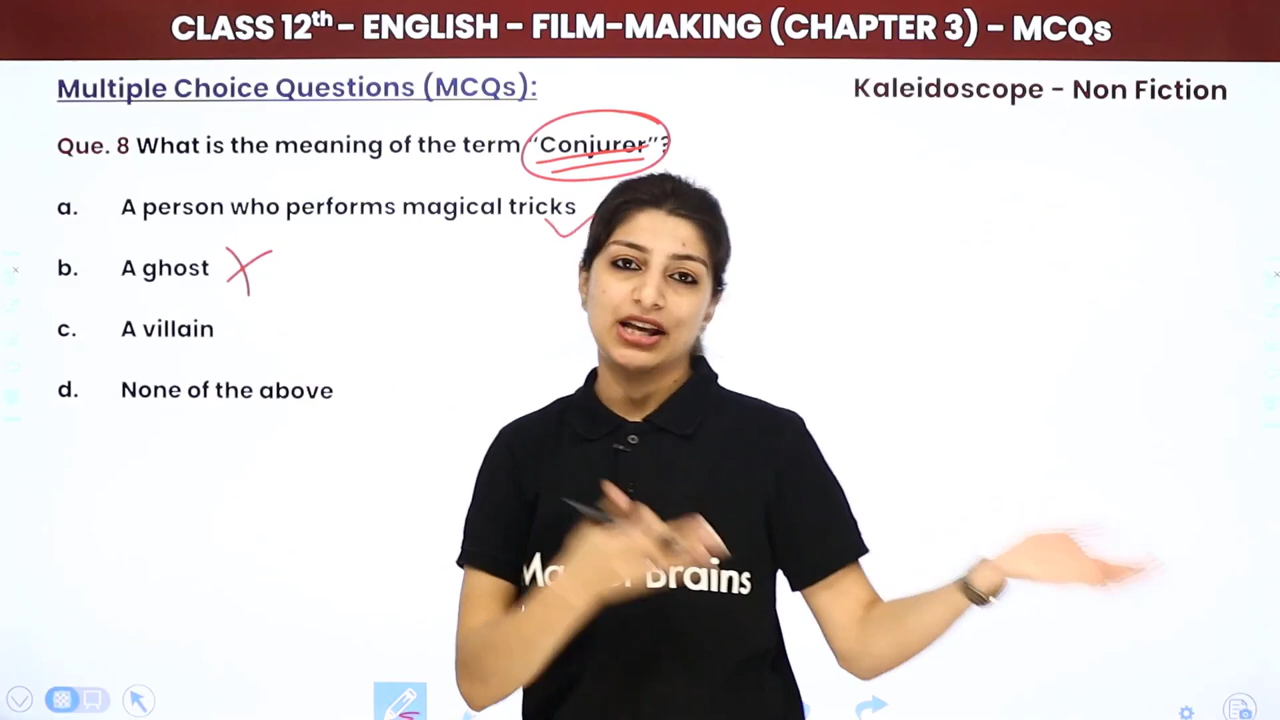 CLASS 12th - ENGLISH - FILM-MAKING (CHAPTER 3) - MCQs
Multiple Choice Questions (MCQs):
Kaleidoscope - Non Fiction
Que. 8 What is the meaning of the term "Conjurer"?
a. A person who performs magical tricks
b. A ghost
c. A villain
d. None of the above
Brains